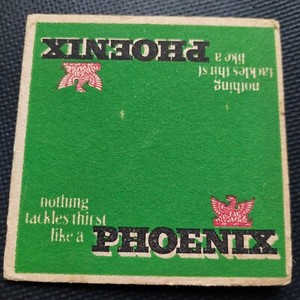 PHOENIX
nothing
tackles thirst
like a
nothing
tackles thirst
like a
PHOENIX